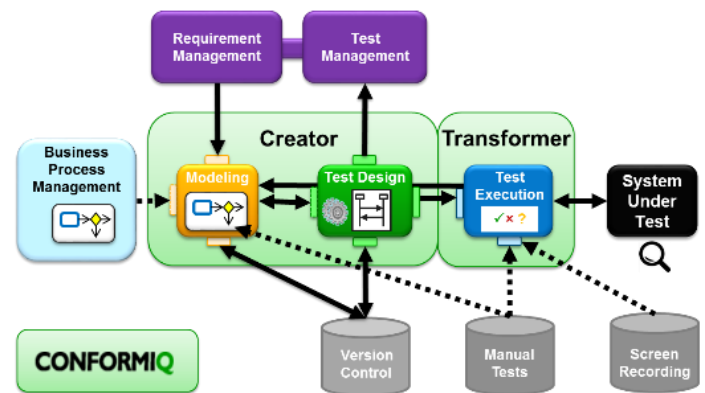 Requirement
Management
Test
Management
Creator
Transformer
Business
Process
Management
Modeling
Test Design
Test
Execution
✓ × ?
System
Under
Test
Version
Control
Manual
Tests
Screen
Recording
CONFORMIQ